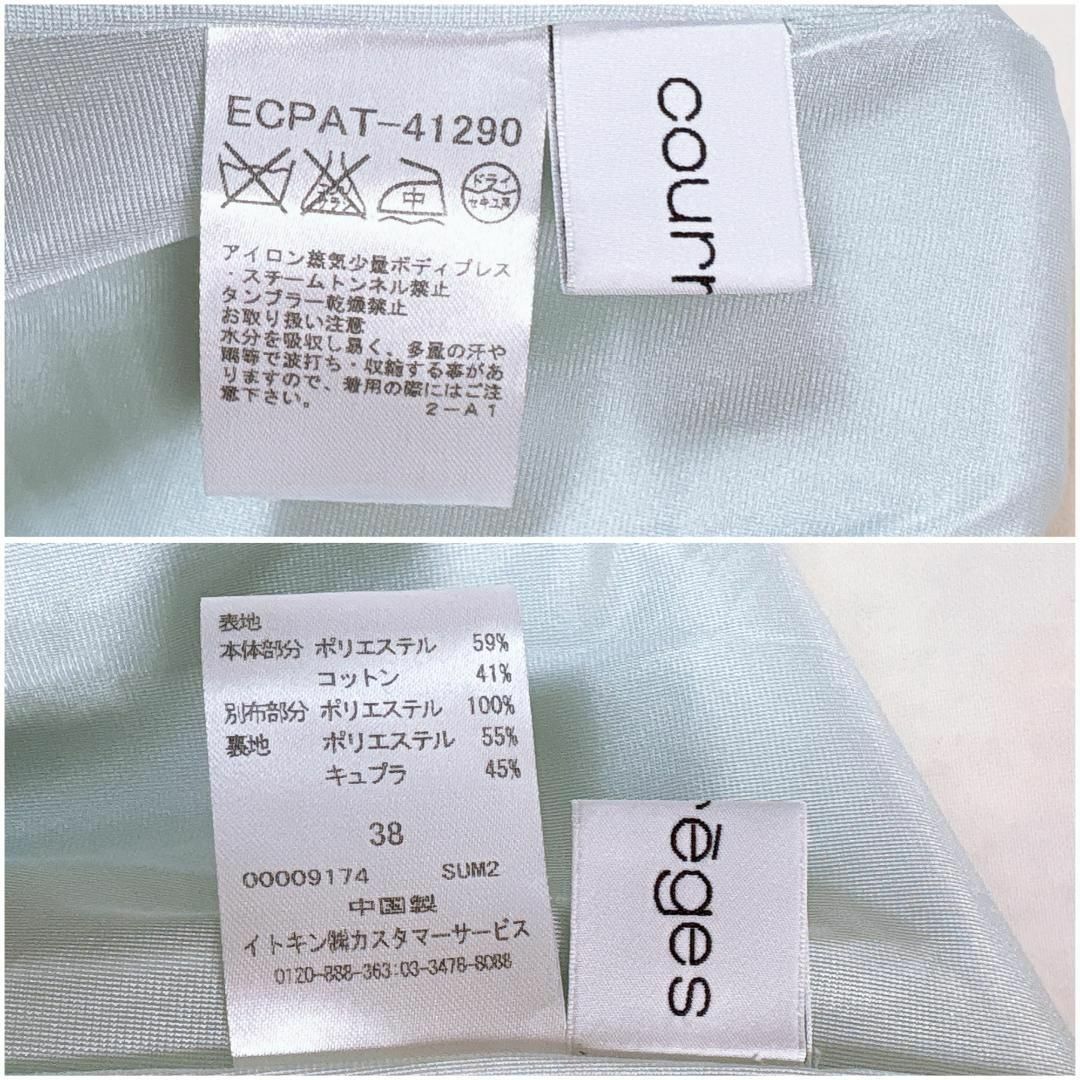 ECPAT-41290
中
ドライ
セキユ系
アイロン蒸気少量ボディプレス
・スチームトンネル禁止
タンブラー乾燥禁止
お取り扱い注意
水分を吸収し易く、多量の汗や
雨等で波打ち・収縮する事があ
りますので、着用の際にはご注
意下さい。 2-A1
courr
表地
本体部分 ポリエステル 59%
コットン 41%
別布部分 ポリエステル 100%
裏地 ポリエステル 55%
キュプラ 45%
38
00009174 SUM2
中国製
イトキン㈱カスタマーサービス
0120-888-363:03-3478-8088
rēges